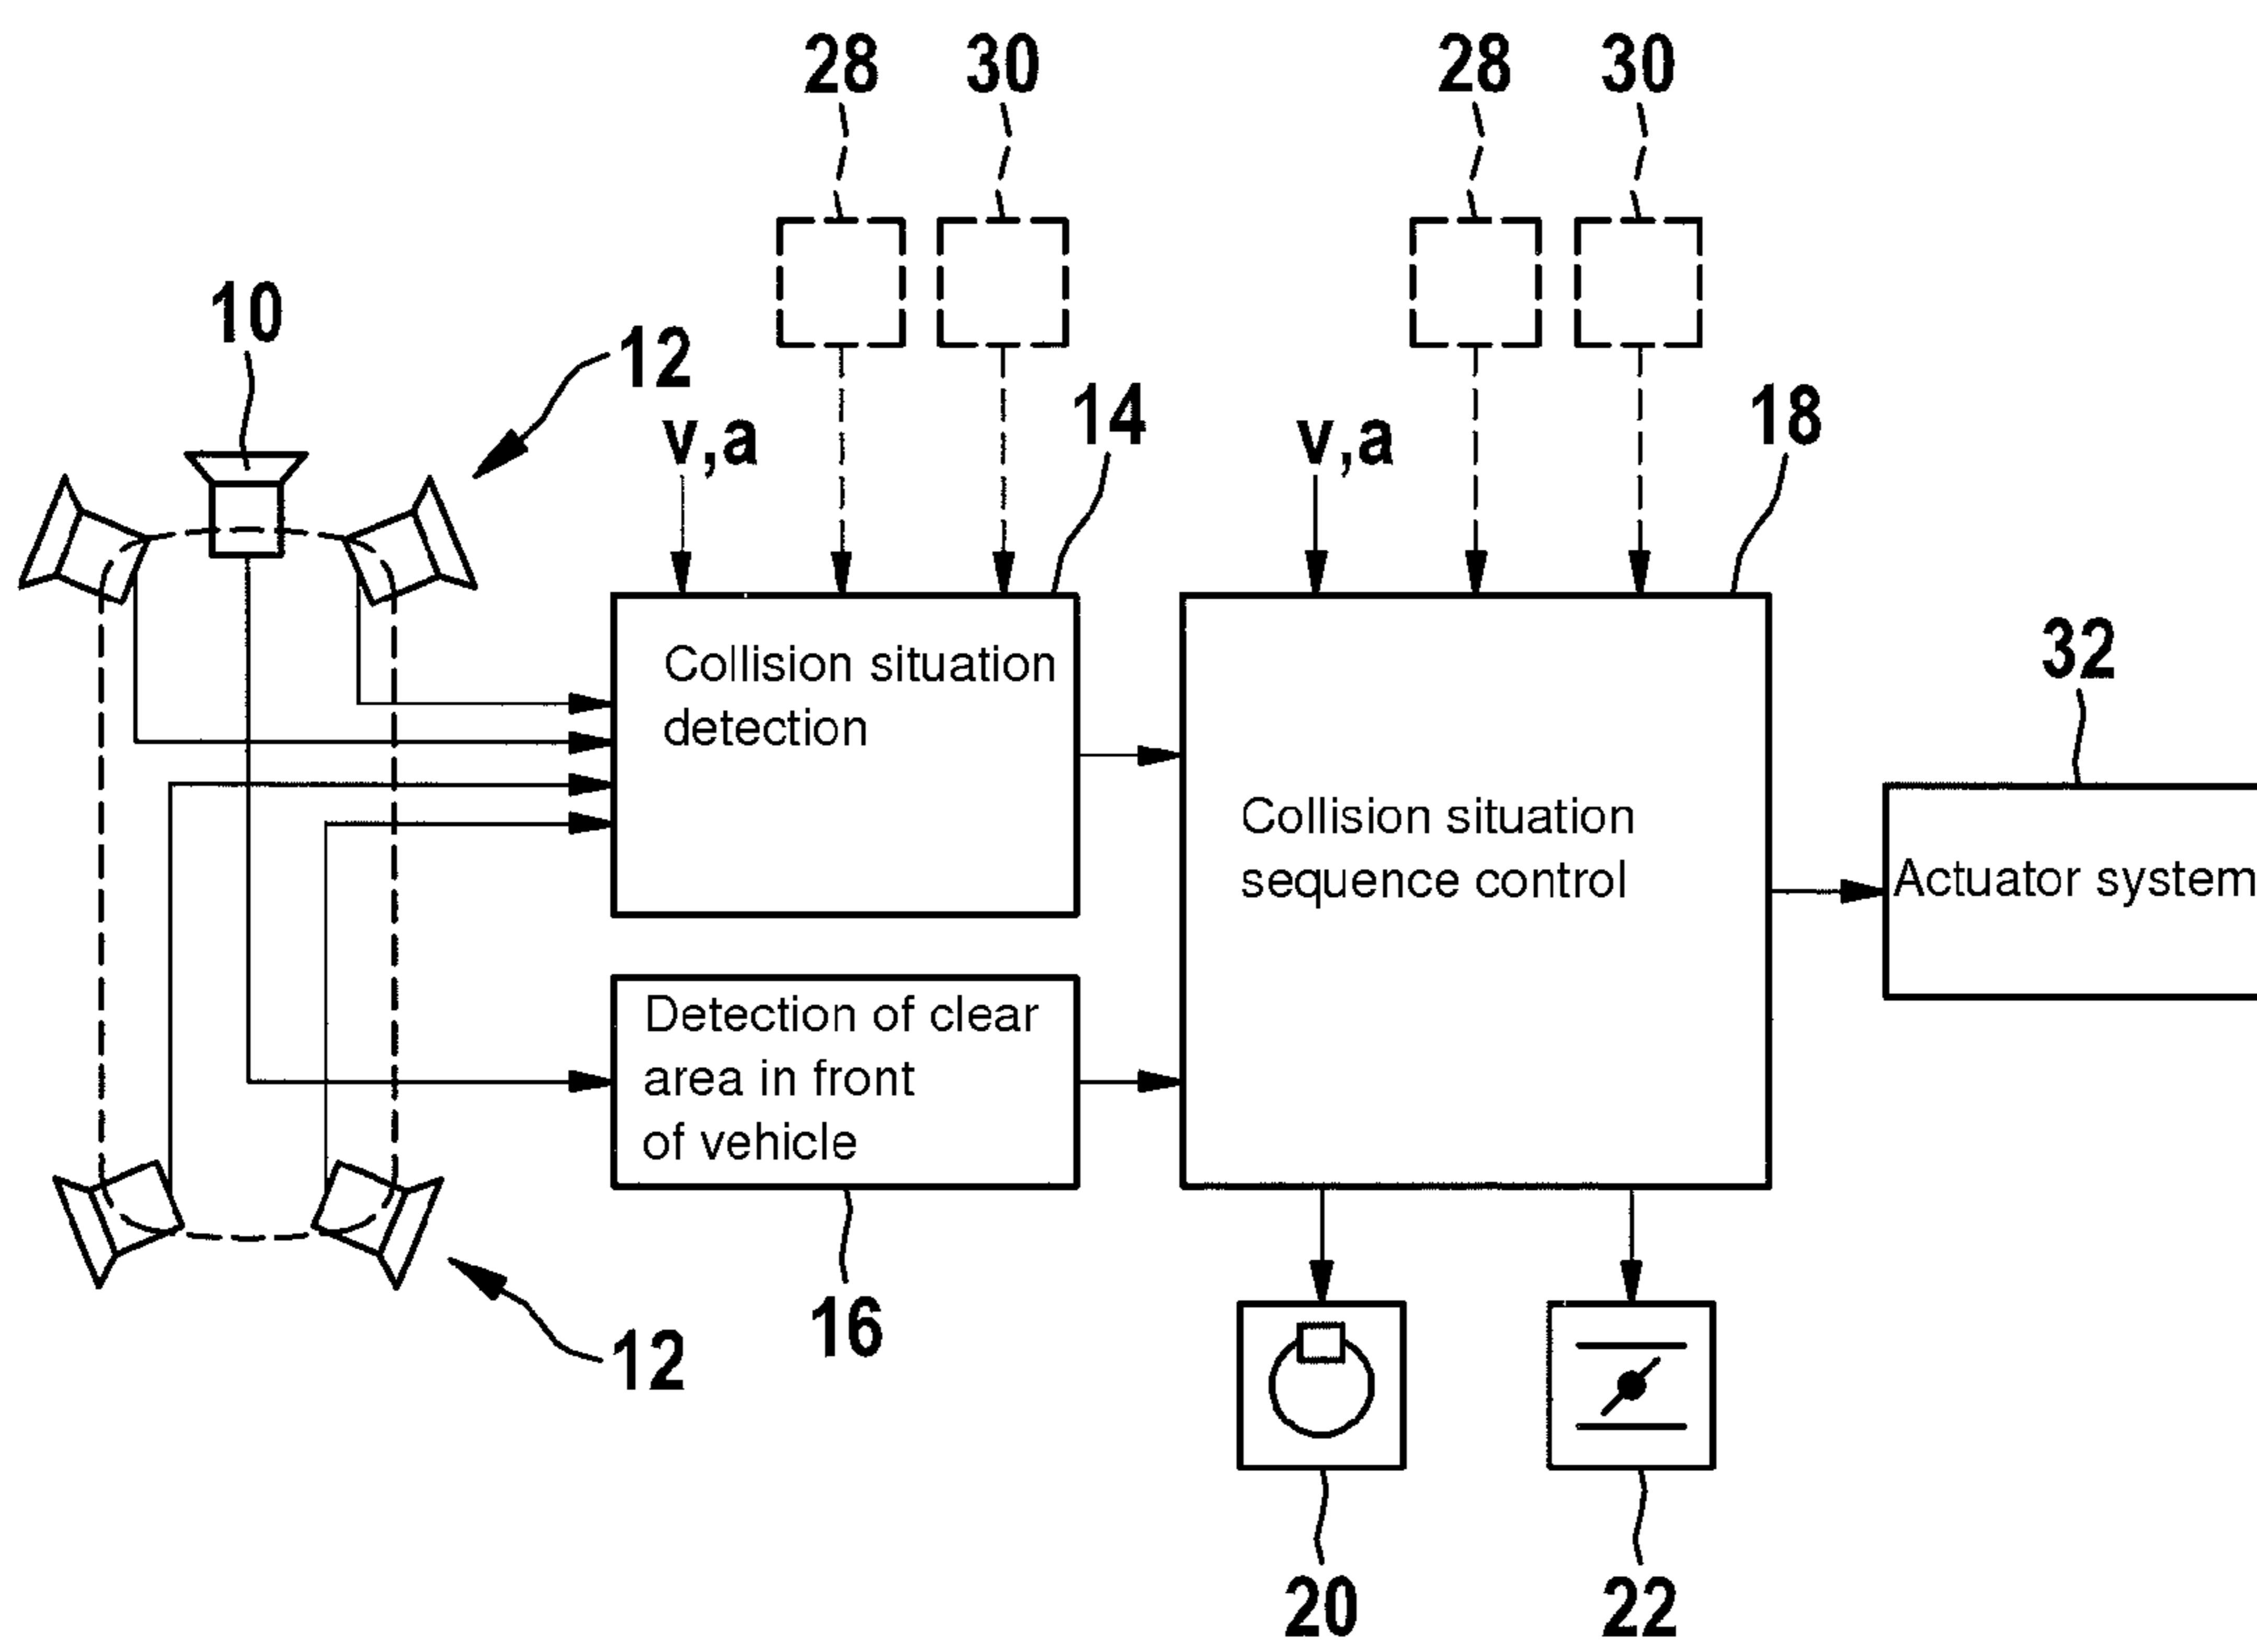 28 30 28 30
10
12
v,a
14
v,a
18
32
Collision situation
detection
Collision situation
sequence control
Actuator system
Detection of clear
area in front
of vehicle
16
12
20 22